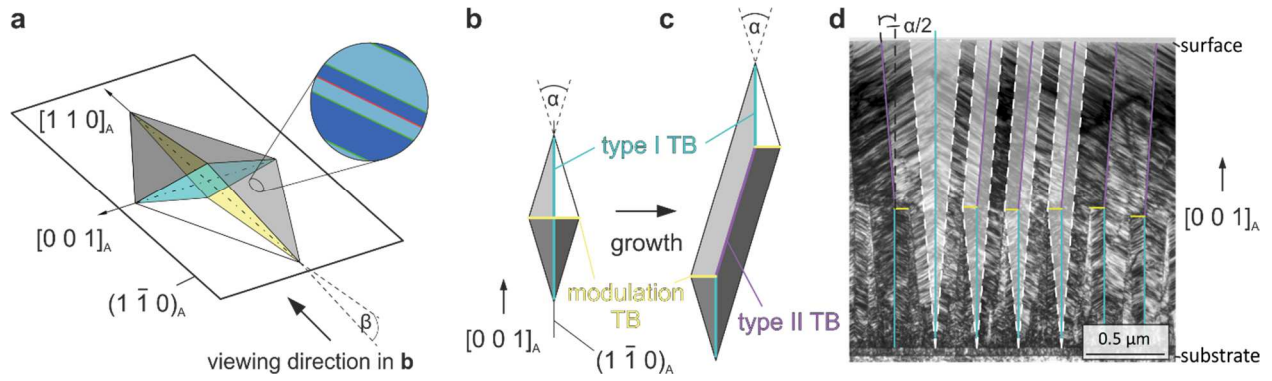 a
[1 1 0]A
[0 0 1]A
(1 1̄ 0)A
β
viewing direction in b
b
α
type I TB
growth
modulation
TB
[0 0 1]A
(1 1̄ 0)A
c
α
type II TB
d
α/2
surface
[0 0 1]A
0.5 µm
substrate